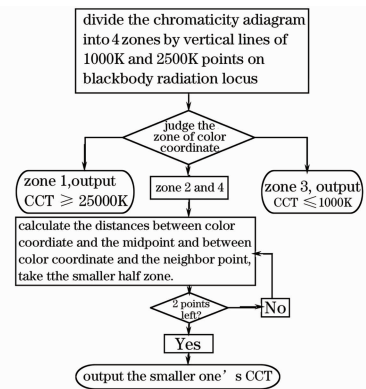 divide the chromaticity adiagram
into 4 zones by vertical lines of
1000K and 2500K points on
blackbody radiation locus
judge the
zone of color
coordinate
zone 1,output
CCT ≥ 25000K
zone 2 and 4
zone 3, output
CCT ≤1000K
calculate the distances between color
coordiate and the midpoint and between
color coordinate and the neighbor point,
take tthe smaller half zone.
2 points
left?
No
Yes
output the smaller one's CCT